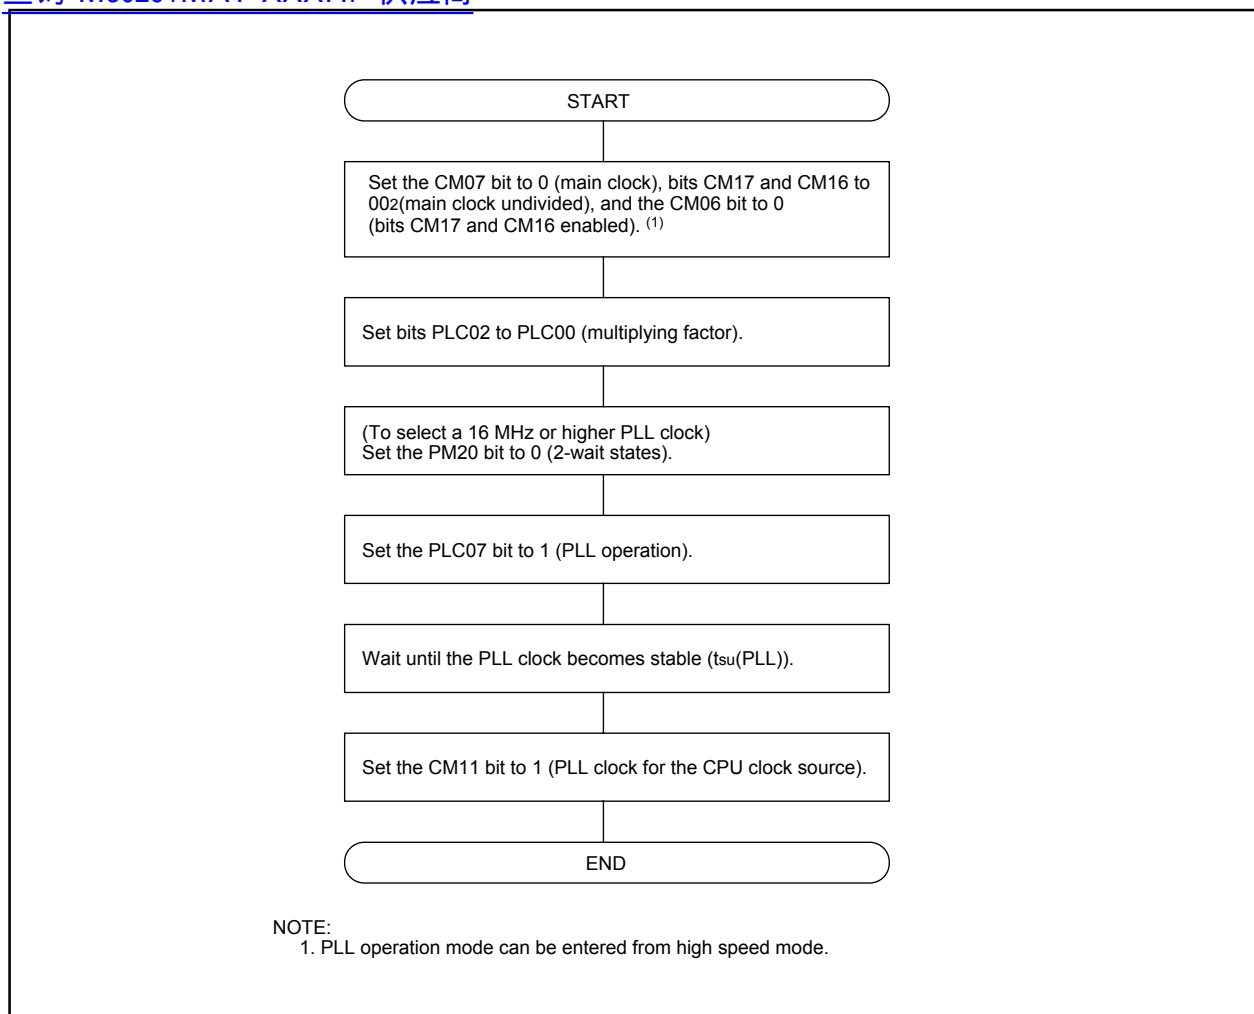 START
Set the CM07 bit to 0 (main clock), bits CM17 and CM16 to
002(main clock undivided), and the CM06 bit to 0
(bits CM17 and CM16 enabled). (1)
Set bits PLC02 to PLC00 (multiplying factor).
(To select a 16 MHz or higher PLL clock)
Set the PM20 bit to 0 (2-wait states).
Set the PLC07 bit to 1 (PLL operation).
Wait until the PLL clock becomes stable (tsu(PLL)).
Set the CM11 bit to 1 (PLL clock for the CPU clock source).
END
NOTE:
1. PLL operation mode can be entered from high speed mode.